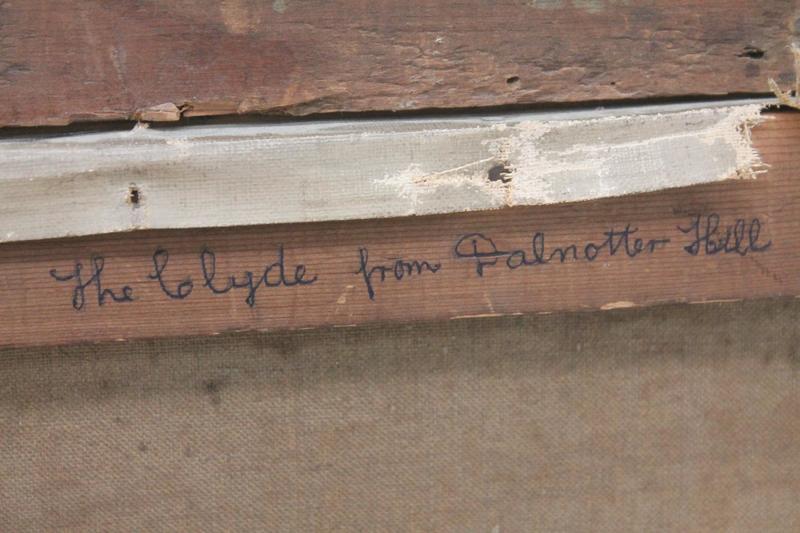 The Clyde from Dalnotter Hill